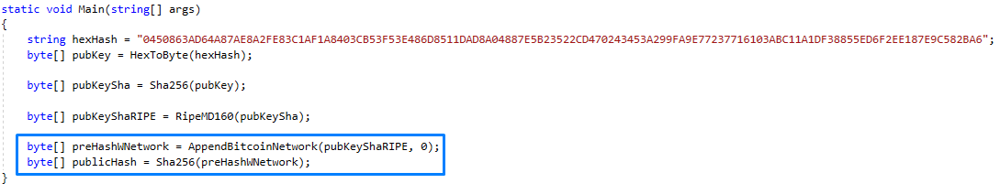 static void Main(string[] args)
{
string hexHash = "0450863AD64A87AE8A2FE83C1AF1A8403CB53F53E486D8511DAD8A04887E5B23522CD470243453A299FA9E77237716103ABC11A1DF38855ED6F2EE187E9C582BA6";
byte[] pubKey = HexToByte(hexHash);
byte[] pubKeySha = Sha256(pubKey);
byte[] pubKeyShaRIPE = RipeMD160(pubKeySha);
byte[] preHashWNetwork = AppendBitcoinNetwork(pubKeyShaRIPE, 0);
byte[] publicHash = Sha256(preHashWNetwork);
}